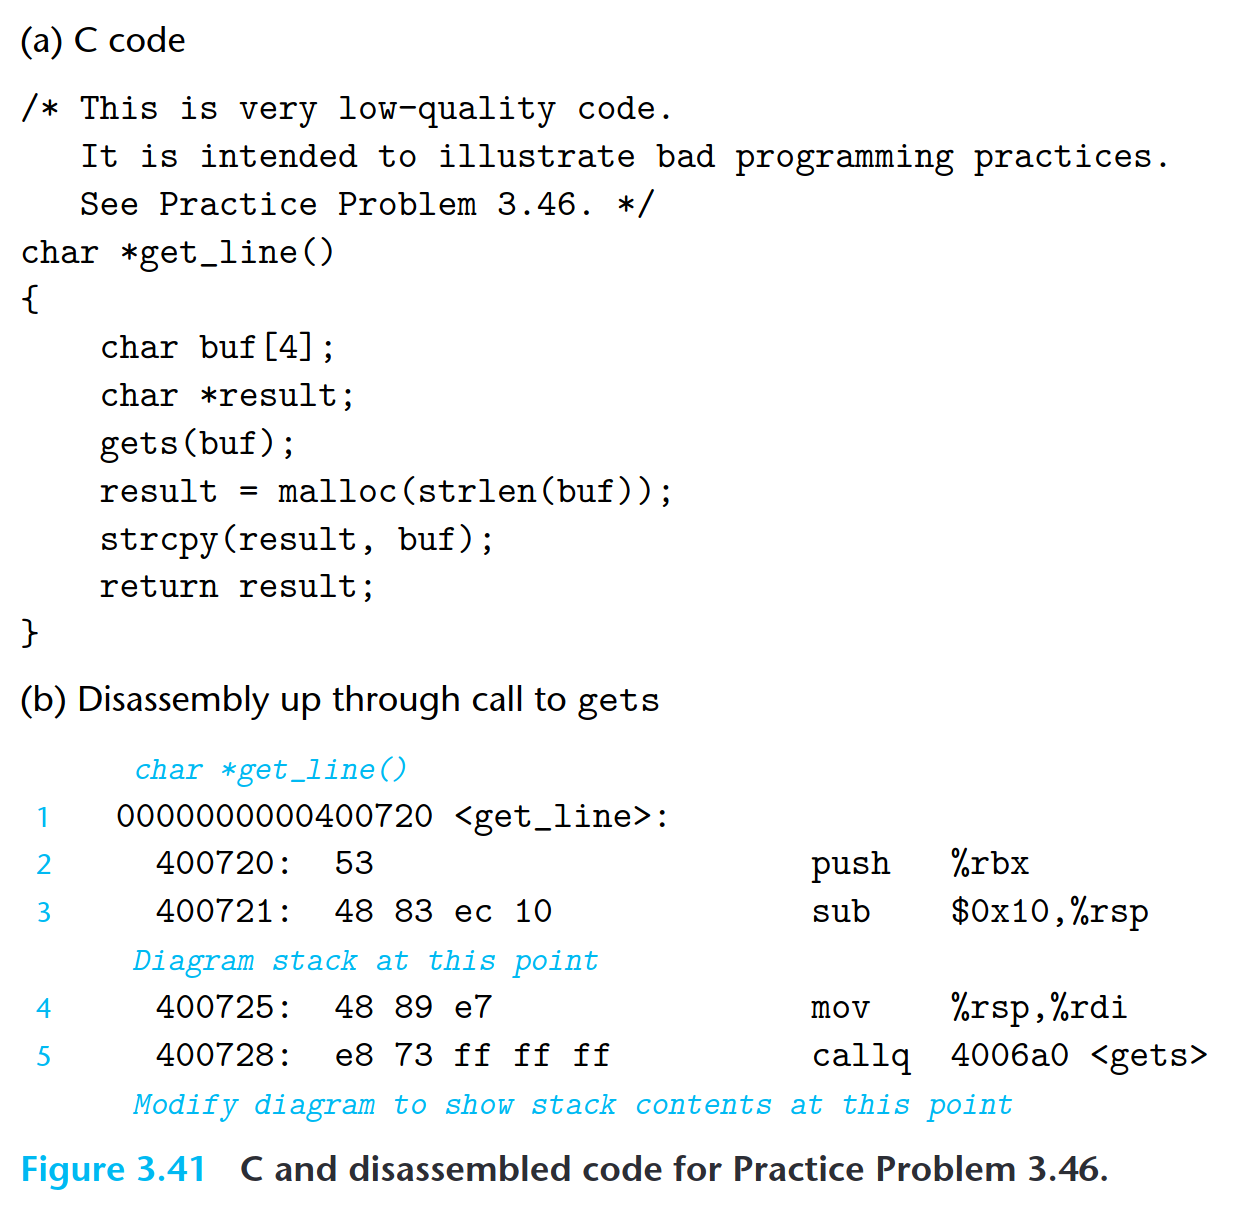 (a) C code
/* This is very low-quality code.
It is intended to illustrate bad programming practices.
See Practice Problem 3.46. */
char *get_line()
{
char buf[4];
char *result;
gets(buf);
result = malloc(strlen(buf));
strcpy(result, buf);
return result;
}
(b) Disassembly up through call to gets
char *get_line()
1 0000000000400720 <get_line>:
2 400720: 53 push %rbx
3 400721: 48 83 ec 10 sub $0x10,%rsp
Diagram stack at this point
4 400725: 48 89 e7 mov %rsp,%rdi
5 400728: e8 73 ff ff ff callq 4006a0 <gets>
Modify diagram to show stack contents at this point
Figure 3.41 C and disassembled code for Practice Problem 3.46.